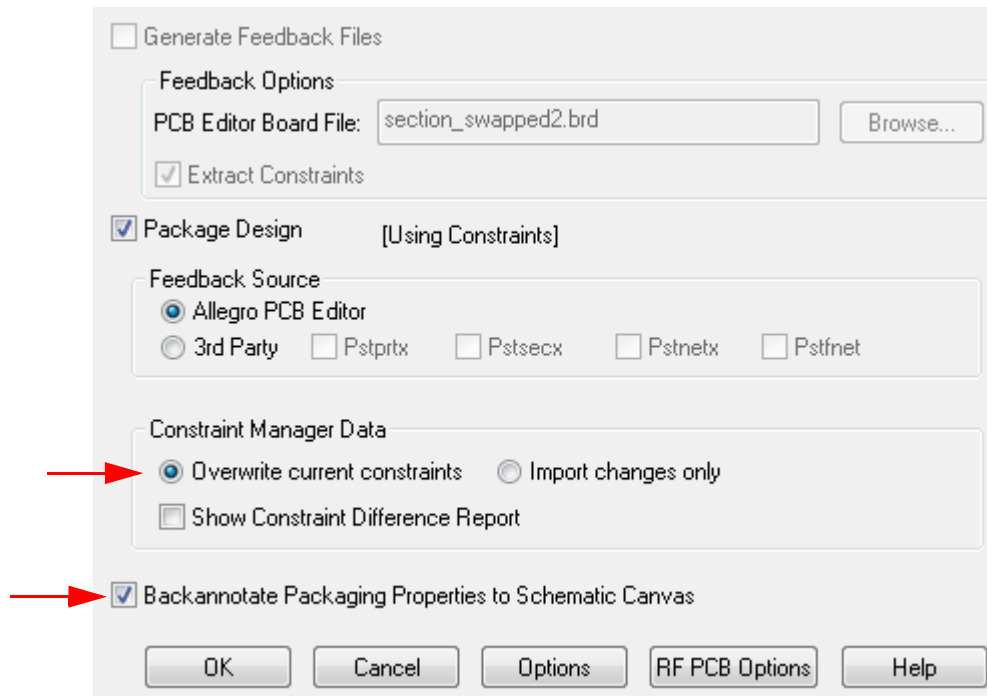 Generate Feedback Files
Feedback Options
PCB Editor Board File: section_swapped2.brd Browse...
Extract Constraints
Package Design [Using Constraints]
Feedback Source
Allegro PCB Editor
3rd Party Pstprtx Pstsecx Pstnetx Pstfnet
Constraint Manager Data
Overwrite current constraints Import changes only
Show Constraint Difference Report
Backannotate Packaging Properties to Schematic Canvas
OK Cancel Options RF PCB Options Help